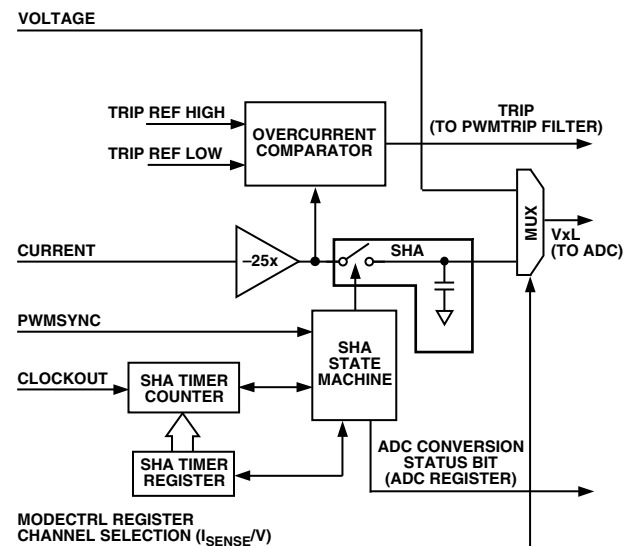 VOLTAGE
TRIP REF HIGH
TRIP REF LOW
OVERCURRENT
COMPARATOR
TRIP
(TO PWMTRIP FILTER)
MUX
VxL
(TO ADC)
CURRENT
–25x
SHA
PWMSYNC
SHA
STATE
MACHINE
CLOCKOUT
SHA TIMER
COUNTER
SHA TIMER
REGISTER
ADC CONVERSION
STATUS BIT
(ADC REGISTER)
MODECTRL REGISTER
CHANNEL SELECTION (ISENSE/V)